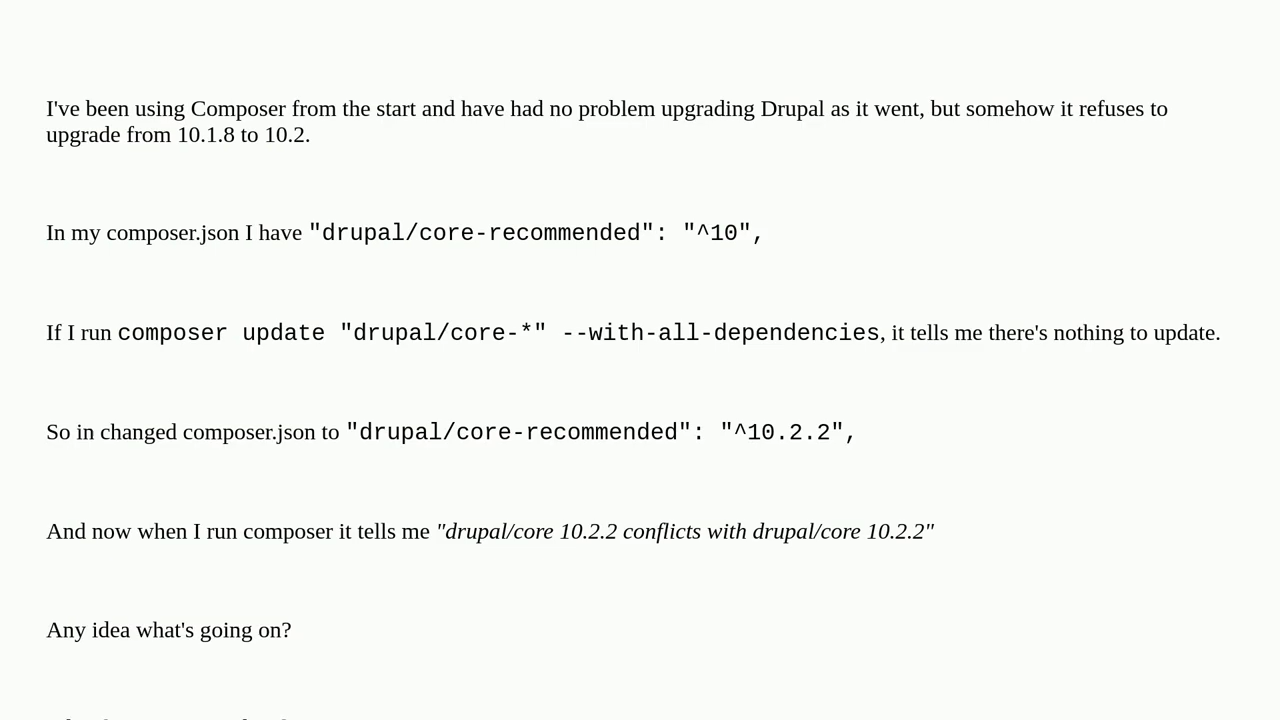 I've been using Composer from the start and have had no problem upgrading Drupal as it went, but somehow it refuses to
upgrade from 10.1.8 to 10.2.
In my composer.json I have "drupal/core-recommended": "^10",
If I run composer update "drupal/core-*" --with-all-dependencies, it tells me there's nothing to update.
So in changed composer.json to "drupal/core-recommended": "^10.2.2",
And now when I run composer it tells me "drupal/core 10.2.2 conflicts with drupal/core 10.2.2"
Any idea what's going on?